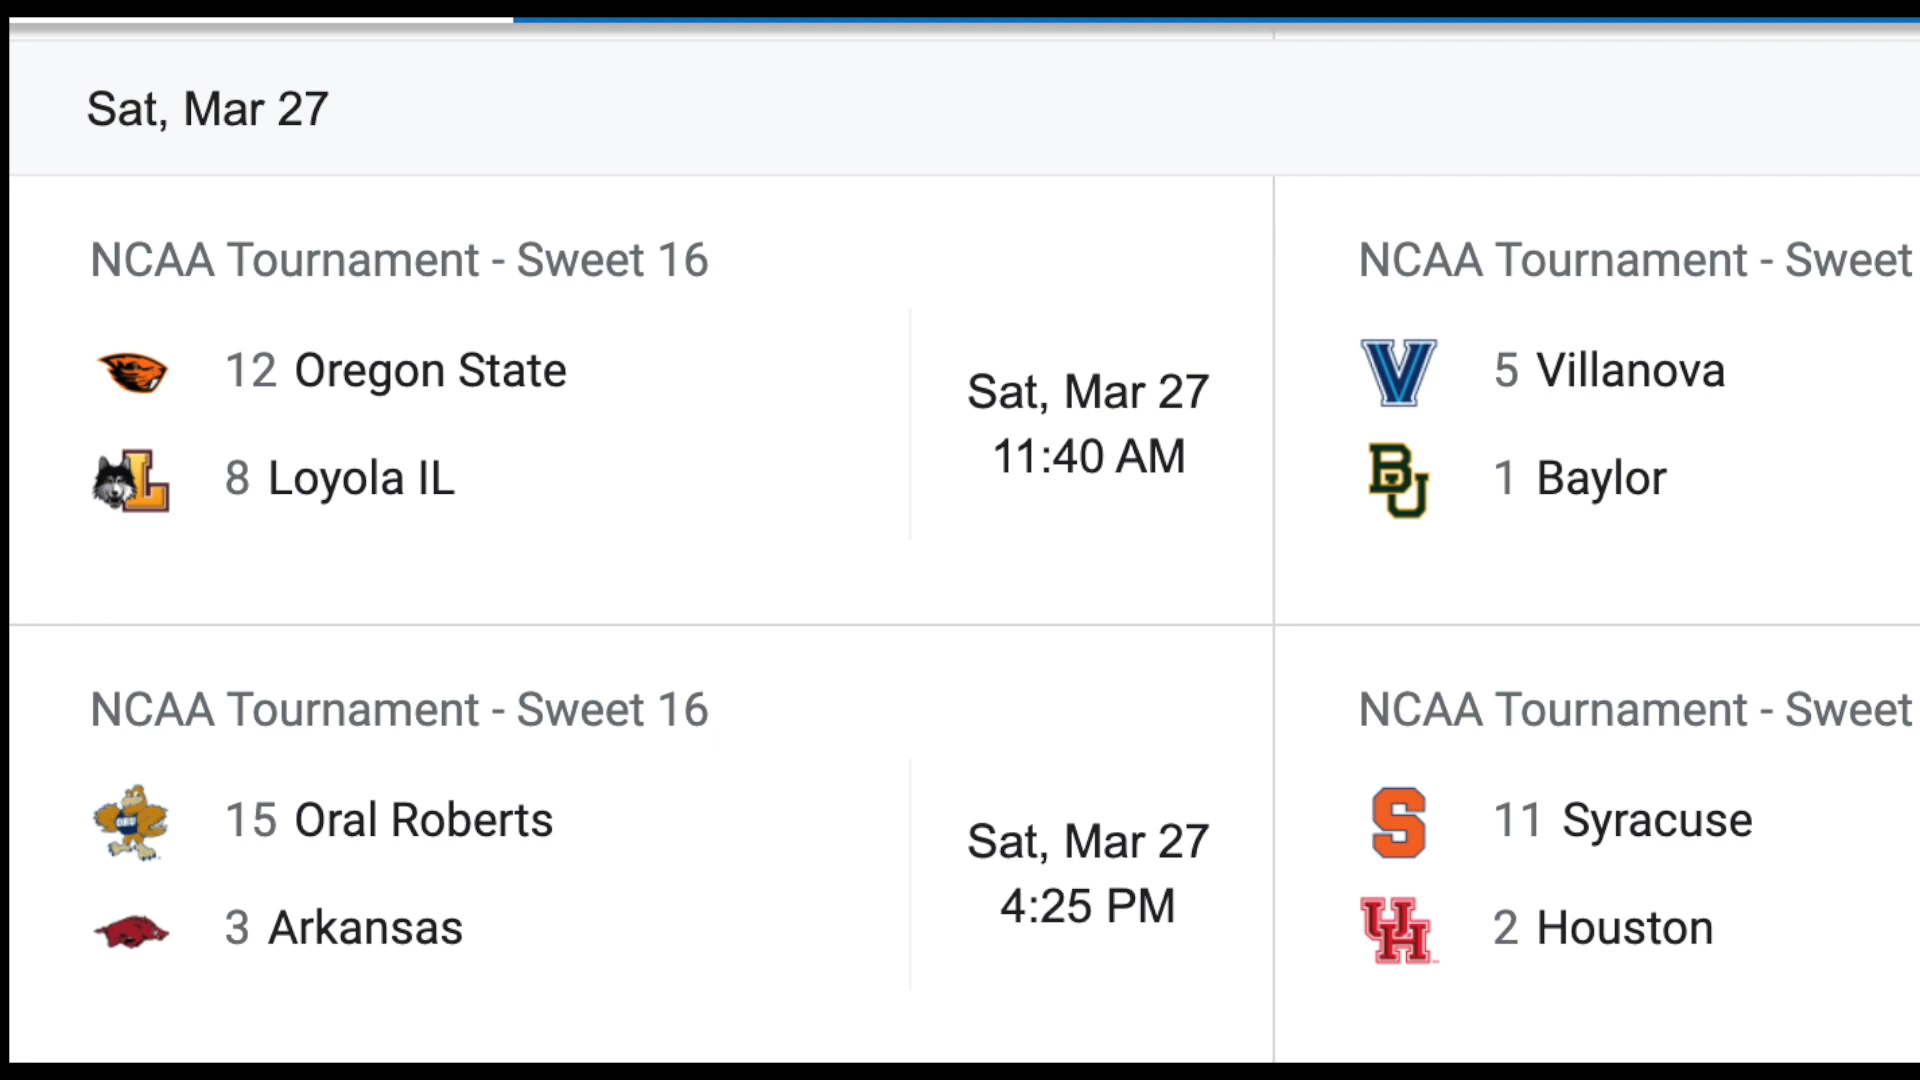 Sat, Mar 27
NCAA Tournament - Sweet 16
12 Oregon State
8 Loyola IL
Sat, Mar 27
11:40 AM
NCAA Tournament - Sweet
5 Villanova
1 Baylor
NCAA Tournament - Sweet 16
15 Oral Roberts
3 Arkansas
Sat, Mar 27
4:25 PM
NCAA Tournament - Sweet
11 Syracuse
2 Houston